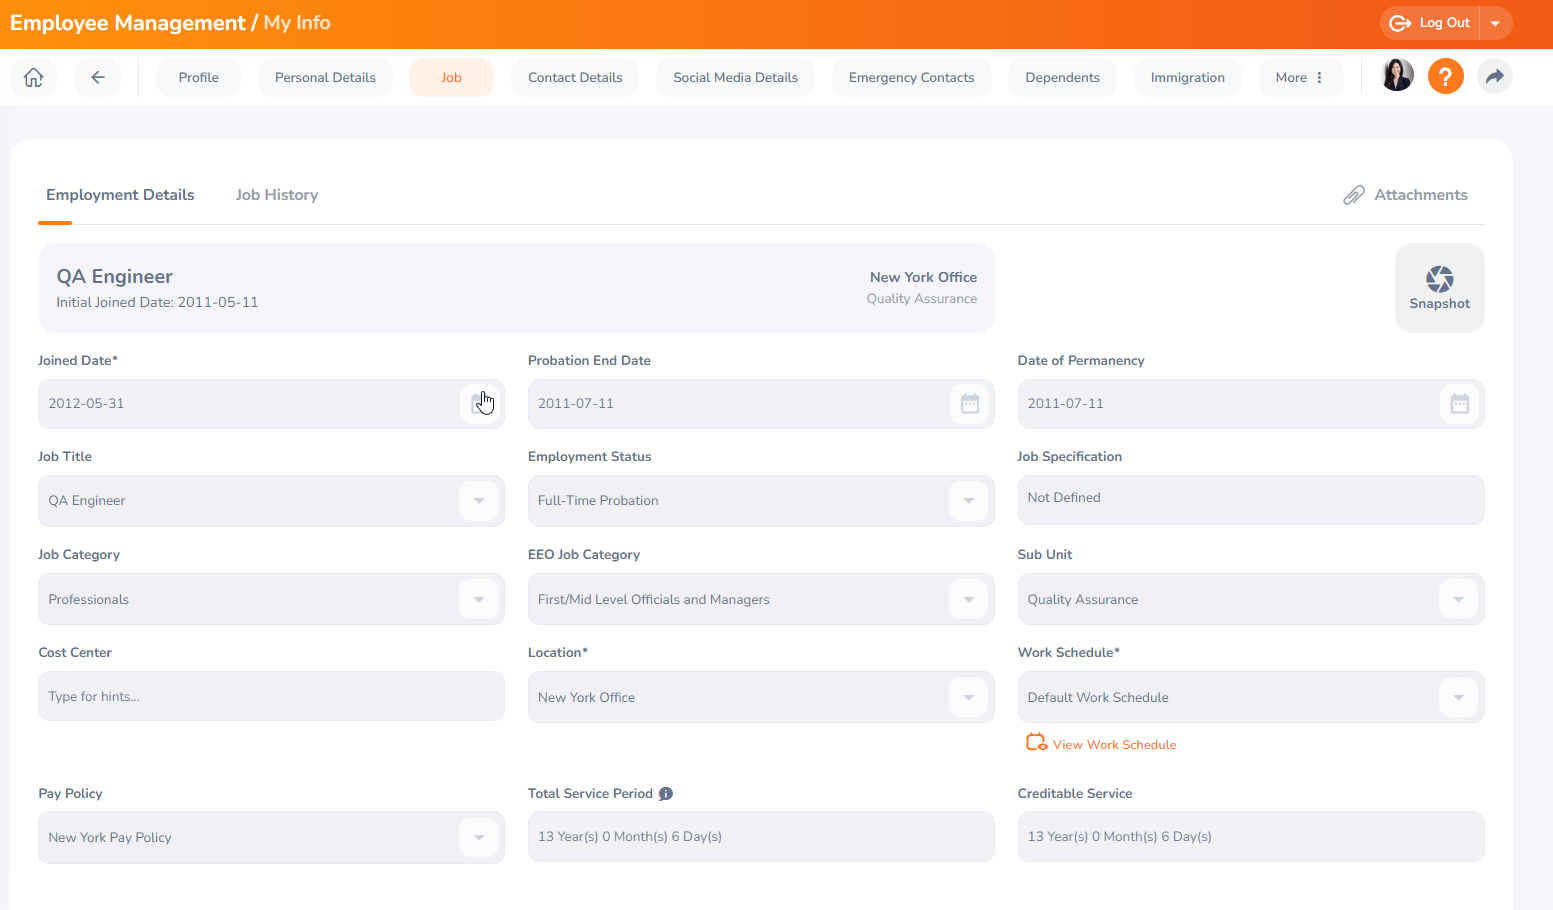 Employee Management / My Info
Log Out
Profile
Personal Details
Job
Contact Details
Social Media Details
Emergency Contacts
Dependents
Immigration
More
?
Employment Details
Job History
Attachments
QA Engineer
Initial Joined Date: 2011-05-11
New York Office
Quality Assurance
Snapshot
Joined Date*
Probation End Date
Date of Permanency
2012-05-31
2011-07-11
2011-07-11
Job Title
Employment Status
Job Specification
QA Engineer
Full-Time Probation
Not Defined
Job Category
EEO Job Category
Sub Unit
Professionals
First/Mid Level Officials and Managers
Quality Assurance
Cost Center
Location*
Work Schedule*
Type for hints...
New York Office
Default Work Schedule
View Work Schedule
Pay Policy
Total Service Period
Creditable Service
New York Pay Policy
13 Year(s) 0 Month(s) 6 Day(s)
13 Year(s) 0 Month(s) 6 Day(s)